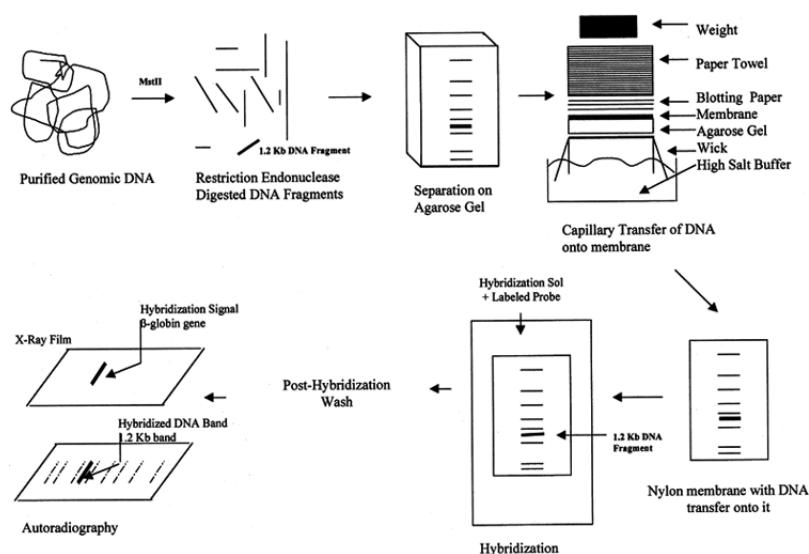 MstII
Purified Genomic DNA
1.2 Kb DNA Fragment
Restriction Endonuclease
Digested DNA Fragments
Separation on
Agarose Gel
Weight
Paper Towel
Blotting Paper
Membrane
Agarose Gel
Wick
High Salt Buffer
Capillary Transfer of DNA
onto membrane
Nylon membrane with DNA
transfer onto it
Hybridization Sol
+ Labeled Probe
1.2 Kb DNA
Fragment
Hybridization
Post-Hybridization
Wash
Hybridization Signal
β-globin gene
X-Ray Film
Hybridized DNA Band
1.2 Kb band
Autoradiography